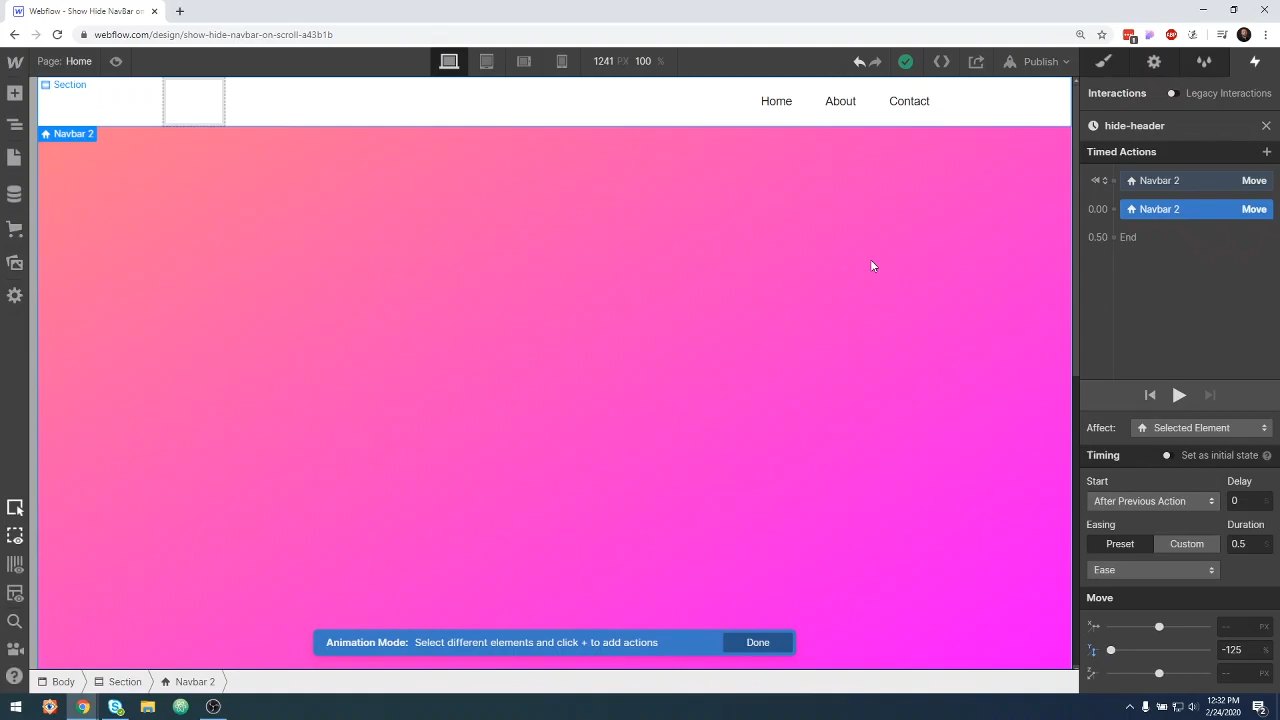 Webflow - Show Hide NavBar on
webflow.com/design/show-hide-navbar-on-scroll-a43b1b
Page: Home
1241 PX 100 %
Publish
Section
Home About Contact
Navbar 2
Interactions
Legacy Interactions
hide-header
Timed Actions
Navbar 2 Move
0.00 Navbar 2 Move
0.50 End
Affect: Selected Element
Timing Set as initial state
Start Delay
After Previous Action 0 S
Easing Duration
Preset Custom 0.5 S
Ease
Move
X -- PX
Y -125 %
Z -- PX
Animation Mode: Select different elements and click + to add actions Done
Body Section Navbar 2
12:32 PM
2/24/2020